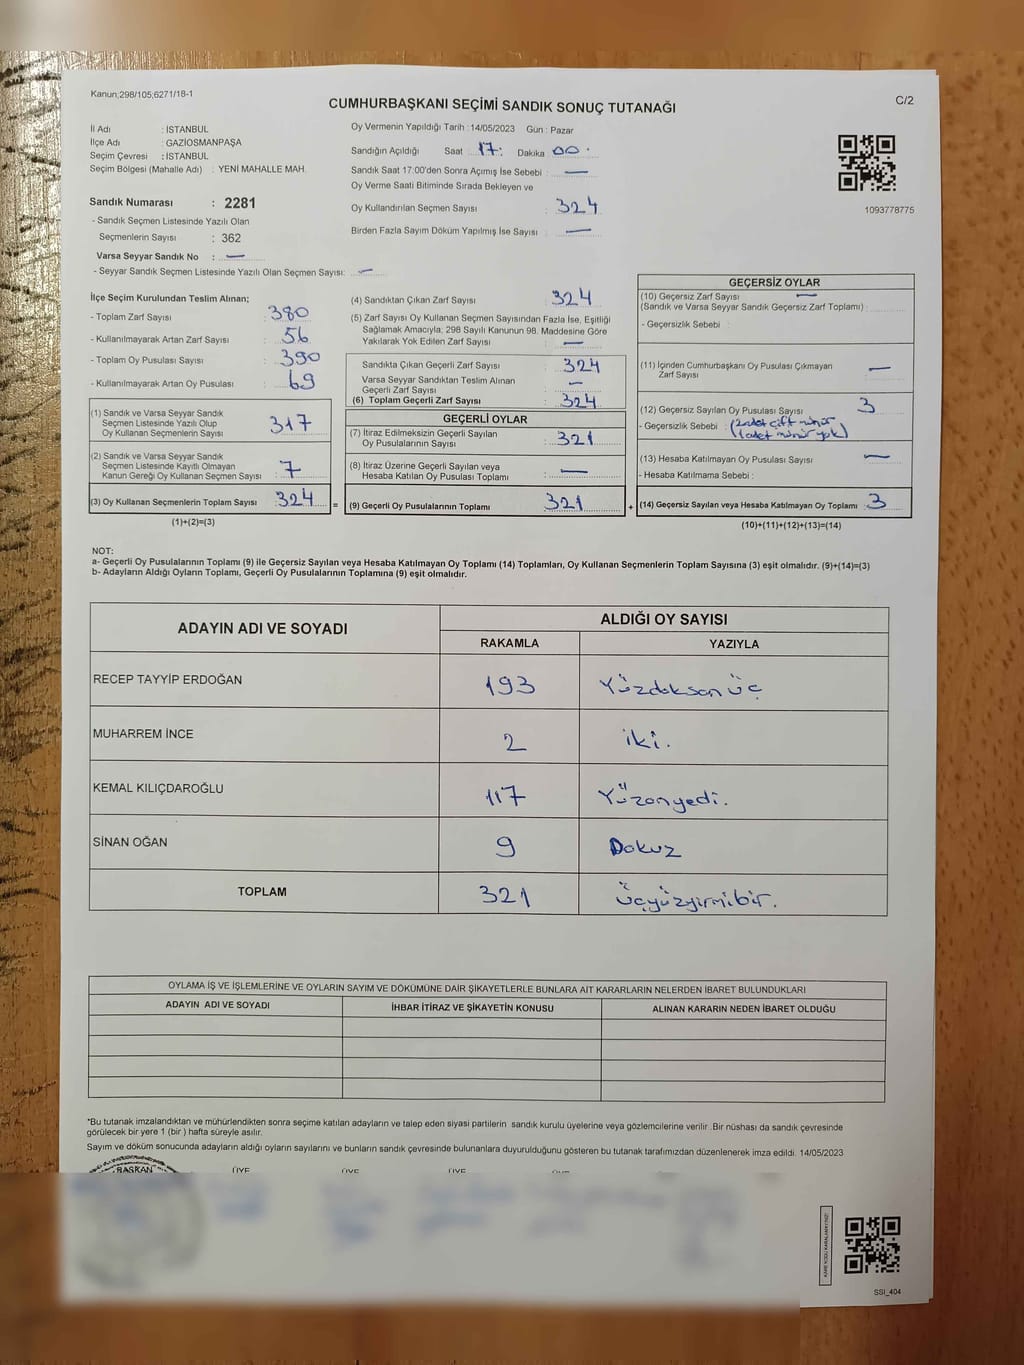 Kanun;298/105;6271/18-1
C/2
CUMHURBAŞKANI SEÇİMİ SANDIK SONUÇ TUTANAĞI
İl Adı : İSTANBUL
İlçe Adı : GAZİOSMANPAŞA
Seçim Çevresi : İSTANBUL
Seçim Bölgesi (Mahalle Adı) : YENİ MAHALLE MAH.
Sandık Numarası : 2281
- Sandık Seçmen Listesinde Yazılı Olan
Seçmenlerin Sayısı : 362
Varsa Seyyar Sandık No : —
- Seyyar Sandık Seçmen Listesinde Yazılı Olan Seçmen Sayısı: —
Oy Vermenin Yapıldığı Tarih : 14/05/2023 Gün : Pazar
Sandığın Açıldığı Saat 17: Dakika 00
Sandık Saat 17:00'den Sonra Açımış İse Sebebi : —
Oy Verme Saati Bitiminde Sırada Bekleyen ve
Oy Kullandırılan Seçmen Sayısı : 324
Birden Fazla Sayım Döküm Yapılmış İse Sayısı : —
1093778775
İlçe Seçim Kurulundan Teslim Alınan;
- Toplam Zarf Sayısı : 380
- Kullanılmayarak Artan Zarf Sayısı : 56
- Toplam Oy Pusulası Sayısı : 390
- Kullanılmayarak Artan Oy Pusulası : 69
(1) Sandık ve Varsa Seyyar Sandık
Seçmen Listesinde Yazılı Olup
Oy Kullanan Seçmenlerin Sayısı : 317
(2) Sandık ve Varsa Seyyar Sandık
Seçmen Listesinde Kayıtlı Olmayan
Kanun Gereği Oy Kullanan Seçmen Sayısı : 7
(3) Oy Kullanan Seçmenlerin Toplam Sayısı : 324 =
(1)+(2)=(3)
(4) Sandıktan Çıkan Zarf Sayısı : 324
(5) Zarf Sayısı Oy Kullanan Seçmen Sayısından Fazla İse, Eşitliği
Sağlamak Amacıyla; 298 Sayılı Kanunun 98. Maddesine Göre
Yakılarak Yok Edilen Zarf Sayısı : —
Sandıkta Çıkan Geçerli Zarf Sayısı : 324
Varsa Seyyar Sandıktan Teslim Alınan
Geçerli Zarf Sayısı : —
(6) Toplam Geçerli Zarf Sayısı : 324
GEÇERLİ OYLAR
(7) İtiraz Edilmeksizin Geçerli Sayılan
Oy Pusulalarının Sayısı : 321
(8) İtiraz Üzerine Geçerli Sayılan veya
Hesaba Katılan Oy Pusulası Toplamı : —
(9) Geçerli Oy Pusulalarının Toplamı : 321 +
GEÇERSİZ OYLAR
(10) Geçersiz Zarf Sayısı —
(Sandık ve Varsa Seyyar Sandık Geçersiz Zarf Toplamı) :
- Geçersizlik Sebebi :
(11) İçinden Cumhurbaşkanı Oy Pusulası Çıkmayan
Zarf Sayısı —
(12) Geçersiz Sayılan Oy Pusulası Sayısı 3
- Geçersizlik Sebebi : (2 adet çift mühür
1 adet mühür yok)
(13) Hesaba Katılmayan Oy Pusulası Sayısı —
- Hesaba Katılmama Sebebi :
(14) Geçersiz Sayılan veya Hesaba Katılmayan Oy Toplamı : 3
(10)+(11)+(12)+(13)=(14)
NOT:
a- Geçerli Oy Pusulalarının Toplamı (9) ile Geçersiz Sayılan veya Hesaba Katılmayan Oy Toplamı (14) Toplamları, Oy Kullanan Seçmenlerin Toplam Sayısına (3) eşit olmalıdır. (9)+(14)=(3)
b- Adayların Aldığı Oyların Toplamı, Geçerli Oy Pusulalarının Toplamına (9) eşit olmalıdır.
ADAYIN ADI VE SOYADI ALDIĞI OY SAYISI
RAKAMLA YAZIYLA
RECEP TAYYİP ERDOĞAN 193 Yüzdoksan üç
MUHARREM İNCE 2 iki.
KEMAL KILIÇDAROĞLU 117 Yüzonyedi.
SİNAN OĞAN 9 Dokuz
TOPLAM 321 üçyüzyirmibir.
OYLAMA İŞ VE İŞLEMLERİNE VE OYLARIN SAYIM VE DÖKÜMÜNE DAİR ŞİKAYETLERLE BUNLARA AİT KARARLARIN NELERDEN İBARET BULUNDUKLARI
ADAYIN ADI VE SOYADI İHBAR İTİRAZ VE ŞİKAYETİN KONUSU ALINAN KARARIN NEDEN İBARET OLDUĞU
*Bu tutanak imzalandıktan ve mühürlendikten sonra seçime katılan adayların ve talep eden siyasi partilerin sandık kurulu üyelerine veya gözlemcilerine verilir. Bir nüshası da sandık çevresinde
görülecek bir yere 1 (bir) hafta süreyle asılır.
Sayım ve döküm sonucunda adayların aldığı oyların sayılarını ve bunların sandık çevresinde bulunanlara duyurulduğunu gösteren bu tutanak tarafımızdan düzenlenerek imza edildi. 14/05/2023
BAŞKAN ÜYE ÜYE ÜYE
SSI_404